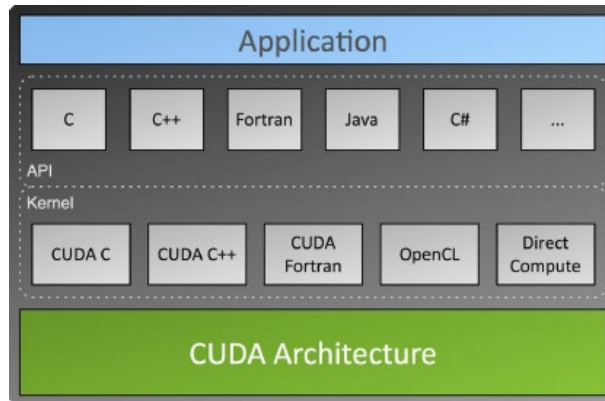 Application
C
C++
Fortran
Java
C#
...
API
Kernel
CUDA C
CUDA C++
CUDA
Fortran
OpenCL
Direct
Compute
CUDA Architecture